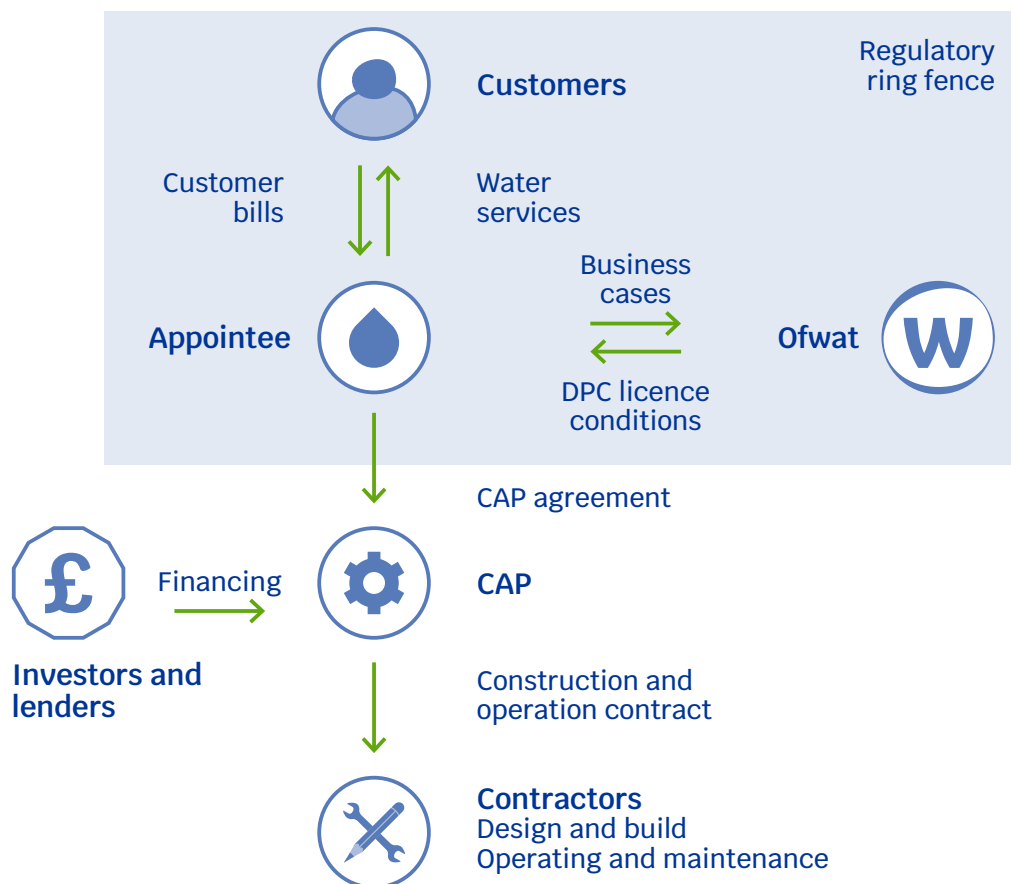 Customers
Regulatory
ring fence
Customer
bills
Water
services
Business
cases
Appointee
Ofwat
W
DPC licence
conditions
CAP agreement
£
Financing
CAP
Investors and
lenders
Construction and
operation contract
Contractors
Design and build
Operating and maintenance